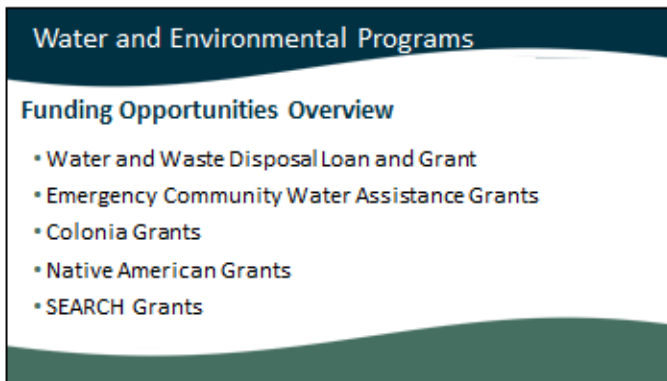 Water and Environmental Programs
Funding Opportunities Overview
• Water and Waste Disposal Loan and Grant
• Emergency Community Water Assistance Grants
• Colonia Grants
• Native American Grants
• SEARCH Grants